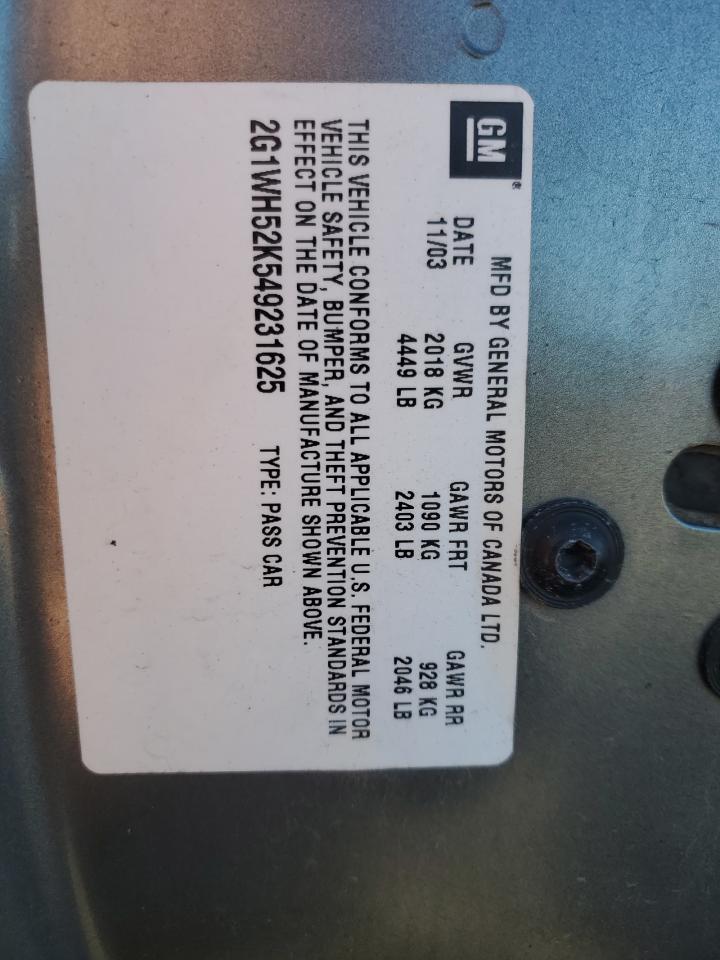 GM
MFD BY GENERAL MOTORS OF CANADA LTD.
DATE GVWR GAWR FRT GAWR RR
11/03 2018 KG 1090 KG 928 KG
4449 LB 2403 LB 2046 LB
THIS VEHICLE CONFORMS TO ALL APPLICABLE U.S. FEDERAL MOTOR
VEHICLE SAFETY, BUMPER, AND THEFT PREVENTION STANDARDS IN
EFFECT ON THE DATE OF MANUFACTURE SHOWN ABOVE.
2G1WH52K549231625 TYPE: PASS CAR